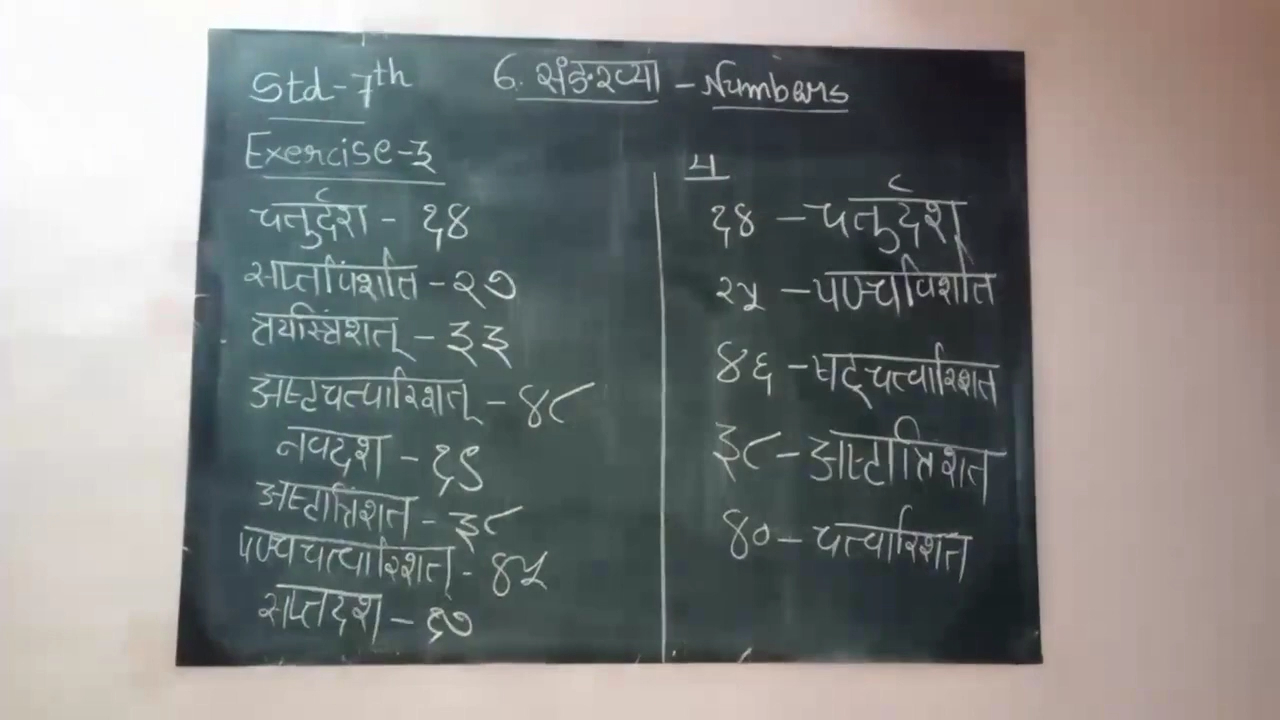 Std-7th
6. संङख्या - Numbers
Exercise-३
चतुर्दश - १४
सप्तविंशति - २७
त्रयस्त्रिंशत् - ३३
अष्टचत्वारिंशत् - ४८
नवदश - १९
अष्टात्रिंशत - ३८
पञ्चचत्वारिंशत् - ४५
सप्तदश - १७
4
१४ - चतुर्दश
२५ - पञ्चविंशति
४६ - षट्चत्वारिंशत
३८ - अष्टात्रिंशत
४० - चत्वारिंशत